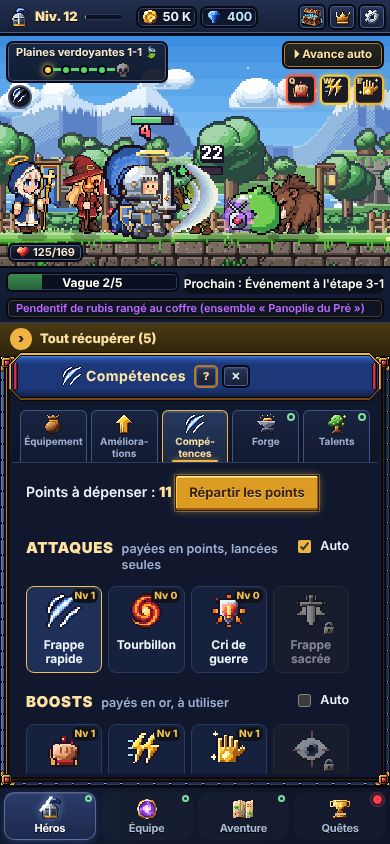 Niv. 12
50 K
400
Plaines verdoyantes 1-1
Avance auto
4
22
125/169
Vague 2/5
Prochain : Événement à l'étape 3-1
Pendentif de rubis rangé au coffre (ensemble « Panoplie du Pré »)
Tout récupérer (5)
Compétences
?
×
Équipement
Améliora-
tions
Compé-
tences
Forge
Talents
Points à dépenser : 11
Répartir les points
ATTAQUES payées en points, lancées
seules
Auto
Nv 1
Nv 0
Nv 0
Frappe
rapide
Tourbillon
Cri de
guerre
Frappe
sacrée
BOOSTS payés en or, à utiliser
Auto
Nv 1
Nv 1
Nv 1
Héros
Équipe
Aventure
Quêtes